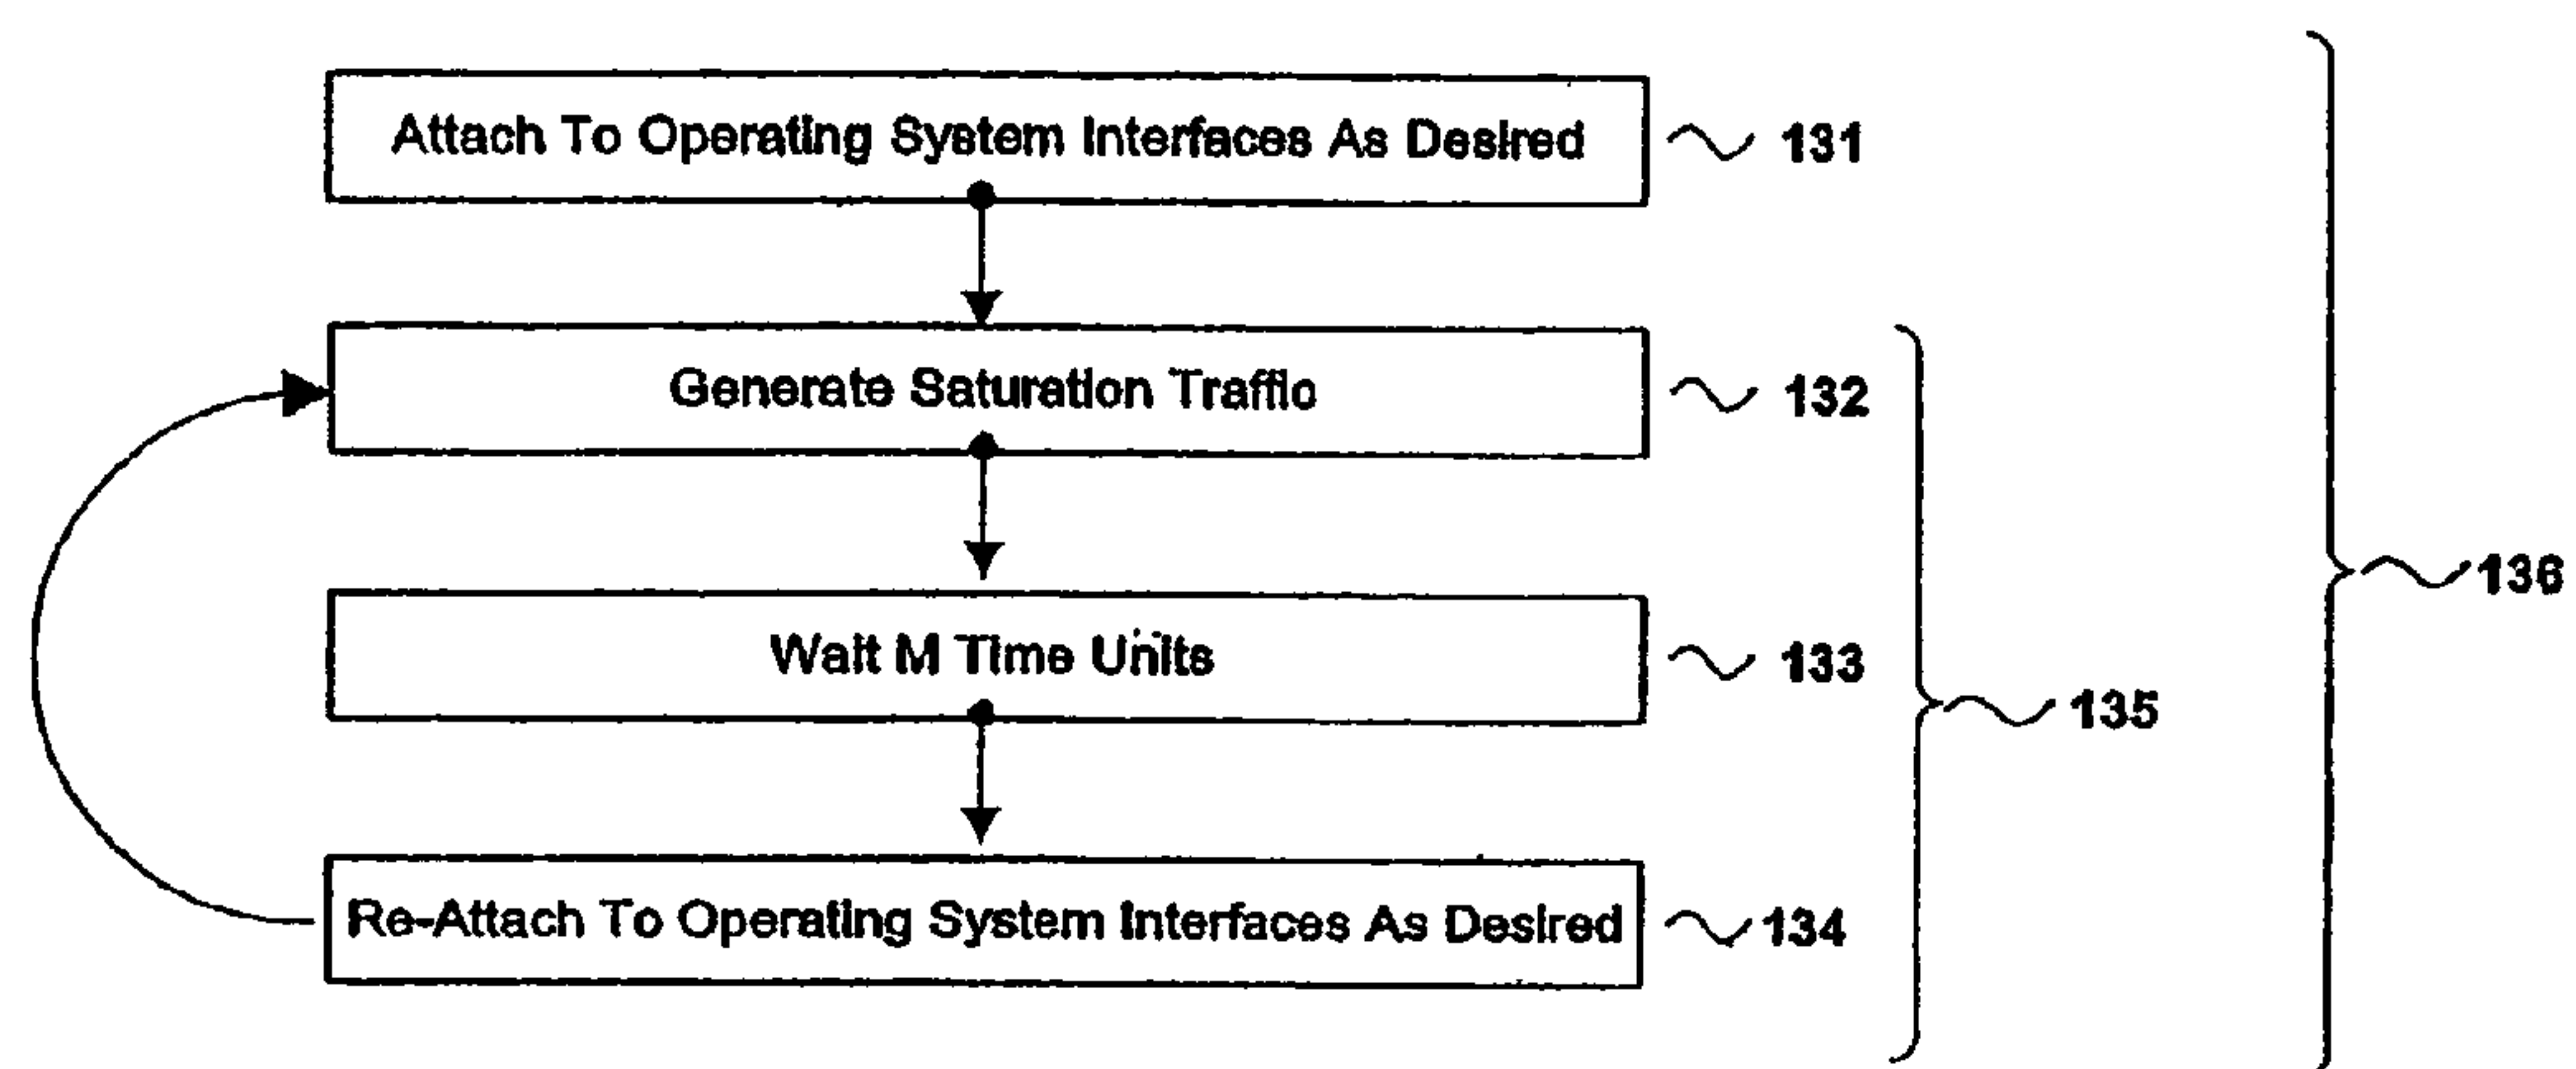 Attach To Operating System Interfaces As Desired 131
Generate Saturation Traffic 132
Wait M Time Units 133
Re-Attach To Operating System Interfaces As Desired 134
135
136